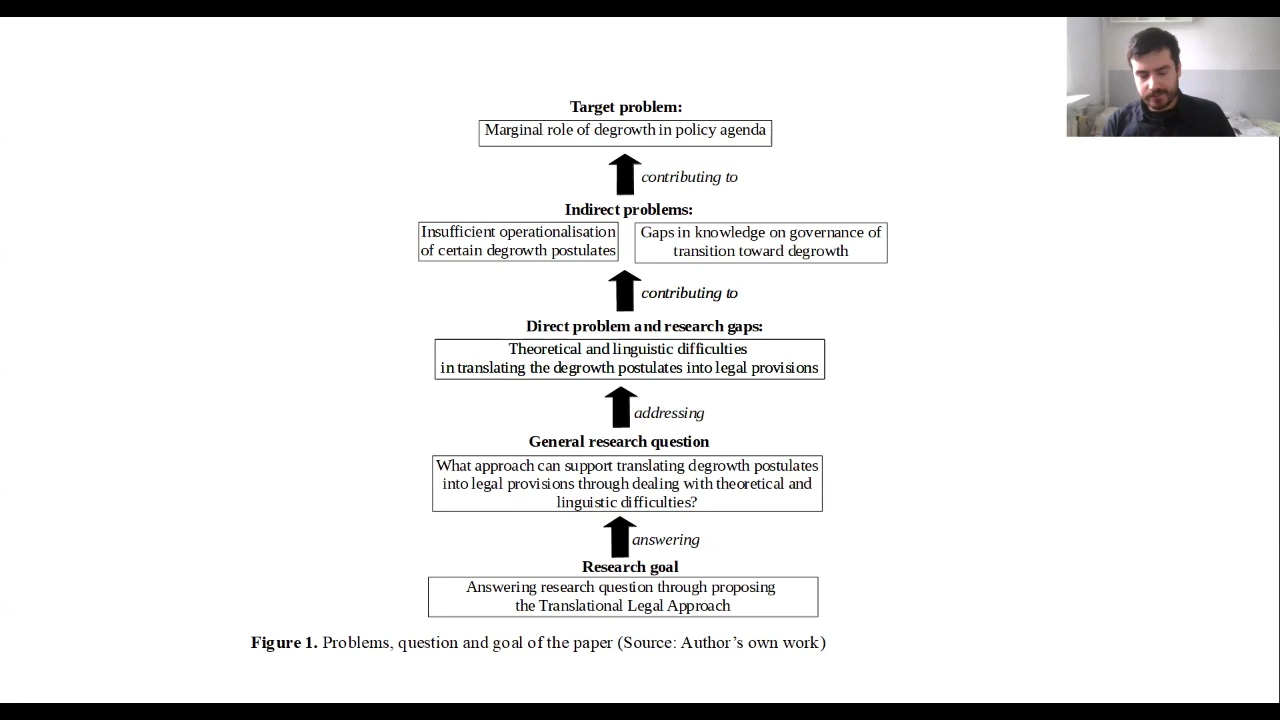 Target problem:
Marginal role of degrowth in policy agenda
contributing to
Indirect problems:
Insufficient operationalisation
of certain degrowth postulates
Gaps in knowledge on governance of
transition toward degrowth
contributing to
Direct problem and research gaps:
Theoretical and linguistic difficulties
in translating the degrowth postulates into legal provisions
addressing
General research question
What approach can support translating degrowth postulates
into legal provisions through dealing with theoretical and
linguistic difficulties?
answering
Research goal
Answering research question through proposing
the Translational Legal Approach
Figure 1. Problems, question and goal of the paper (Source: Author’s own work)